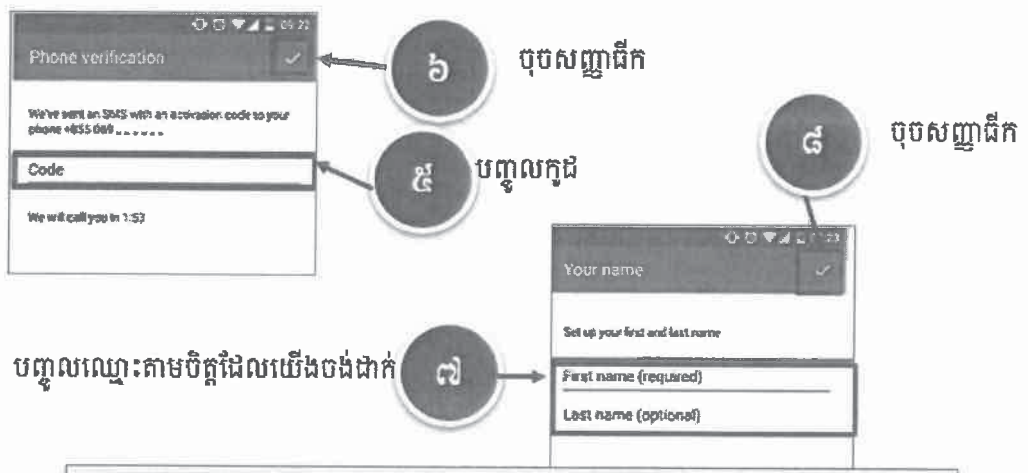 09:22
Phone verification
៦
ចុចសញ្ញាធីក
We've sent an SMS with an activation code to your
phone +855 069 ......
Code
៥
បញ្ចូលកូដ
We will call you in 1:53
៨
ចុចសញ្ញាធីក
Your name
Set up your first and last name
បញ្ចូលឈ្មោះតាមចិត្តដែលយើងចង់ដាក់
៧
First name (required)
Last name (optional)